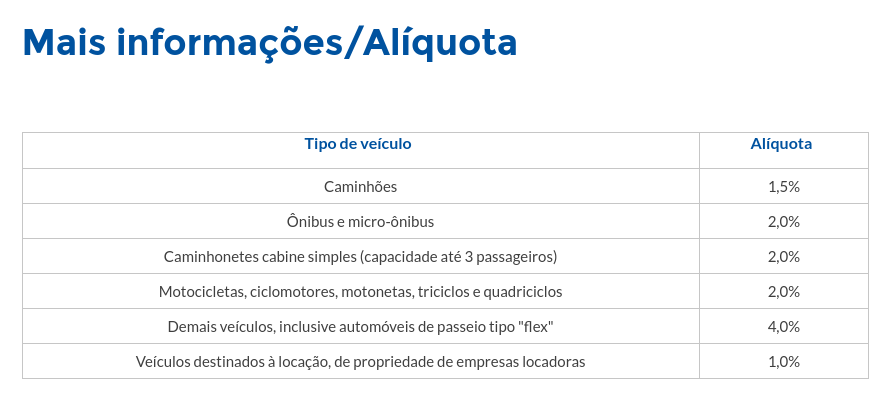 Mais informações/Alíquota
Tipo de veículo Alíquota
Caminhões 1,5%
Ônibus e micro-ônibus 2,0%
Caminhonetes cabine simples (capacidade até 3 passageiros) 2,0%
Motocicletas, ciclomotores, motonetas, triciclos e quadriciclos 2,0%
Demais veículos, inclusive automóveis de passeio tipo "flex" 4,0%
Veículos destinados à locação, de propriedade de empresas locadoras 1,0%